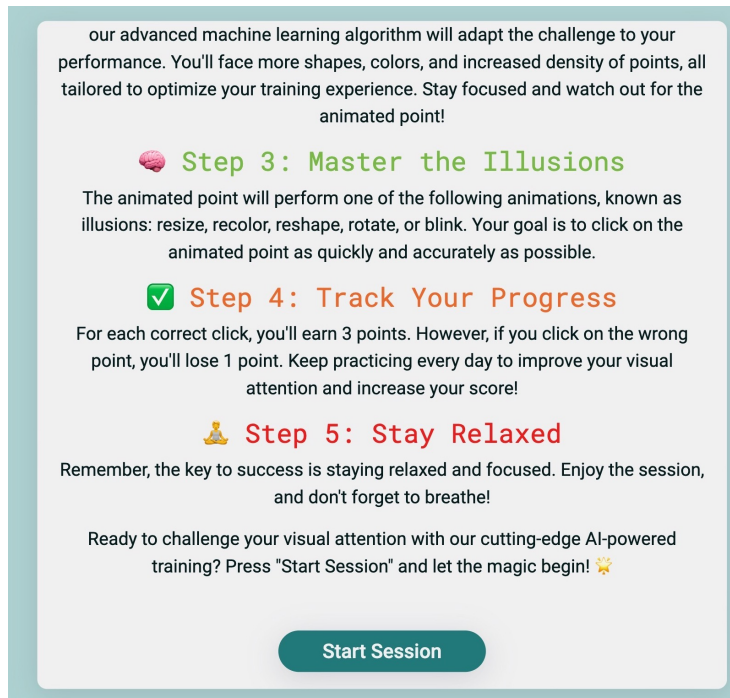 our advanced machine learning algorithm will adapt the challenge to your
performance. You'll face more shapes, colors, and increased density of points, all
tailored to optimize your training experience. Stay focused and watch out for the
animated point!
🧠 Step 3: Master the Illusions
The animated point will perform one of the following animations, known as
illusions: resize, recolor, reshape, rotate, or blink. Your goal is to click on the
animated point as quickly and accurately as possible.
✅ Step 4: Track Your Progress
For each correct click, you'll earn 3 points. However, if you click on the wrong
point, you'll lose 1 point. Keep practicing every day to improve your visual
attention and increase your score!
🧘 Step 5: Stay Relaxed
Remember, the key to success is staying relaxed and focused. Enjoy the session,
and don't forget to breathe!
Ready to challenge your visual attention with our cutting-edge AI-powered
training? Press "Start Session" and let the magic begin! 🌟
Start Session